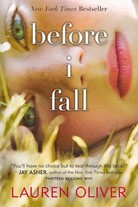 New York Times Bestseller
before
i
fall
"You'll have no choice but to tear through this book."
— JAY ASHER, author of the New York Times bestseller
THIRTEEN REASONS WHY
LAUREN OLIVER